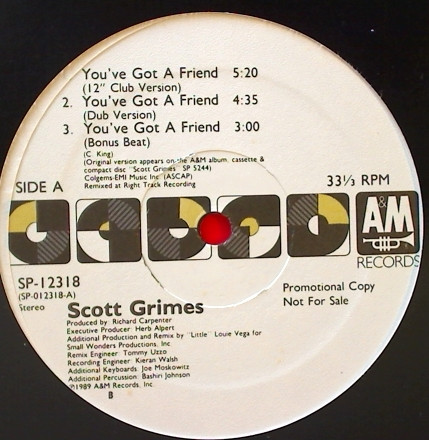 You've Got A Friend 5:20
(12" Club Version)
2. You've Got A Friend 4:35
(Dub Version)
3. You've Got A Friend 3:00
(Bonus Beat)
(C. King)
(Original version appears on the A&M album, cassette &
compact disc "Scott Grimes" SP 5244)
Colgems-EMI Music Inc. (ASCAP)
Remixed at Right Track Recording
SIDE A
33⅓ RPM
A&M
RECORDS
SP-12318
(SP-012318-A)
Stereo
Promotional Copy
Not For Sale
Scott Grimes
Produced by: Richard Carpenter
Executive Producer: Herb Alpert
Additional Production and Remix by "Little" Louie Vega for
Small Wonders Productions, Inc.
Remix Engineer: Tommy Uzzo
Recording Engineer: Kieran Walsh
Additional Keyboards: Joe Moskowitz
Additional Percussion: Bashiri Johnson
℗1989 A&M Records, Inc.
B